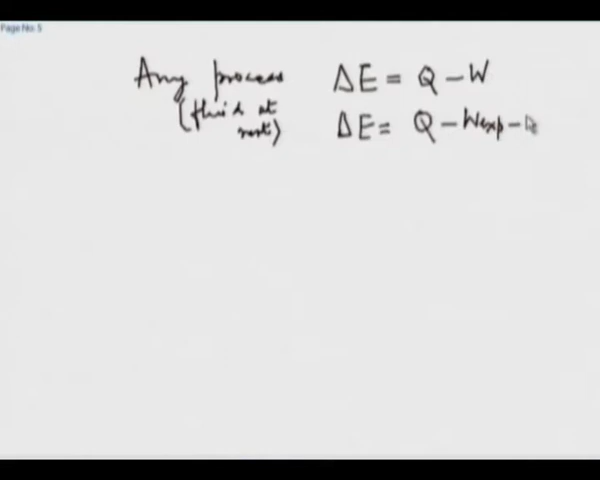 Page No: 5
Any process ΔE = Q - W
(fluid at ΔE = Q - Wexp -
rest)